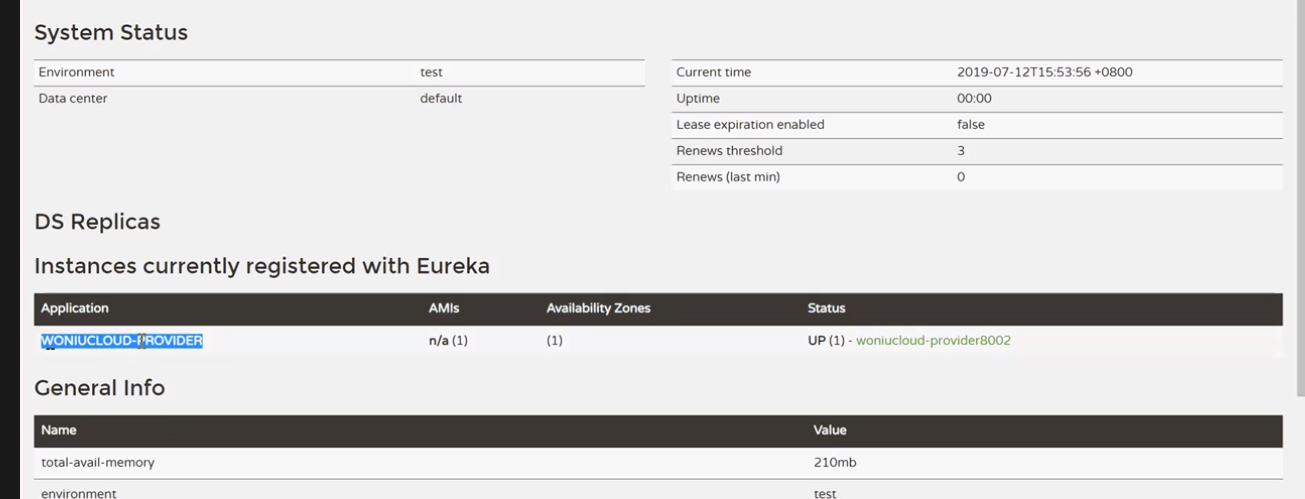 System Status
Environment test
Data center default
Current time 2019-07-12T15:53:56 +0800
Uptime 00:00
Lease expiration enabled false
Renews threshold 3
Renews (last min) 0
DS Replicas
Instances currently registered with Eureka
Application AMIs Availability Zones Status
WONIUCLOUD-PROVIDER n/a (1) (1) UP (1) - woniucloud-provider8002
General Info
Name Value
total-avail-memory 210mb
environment test